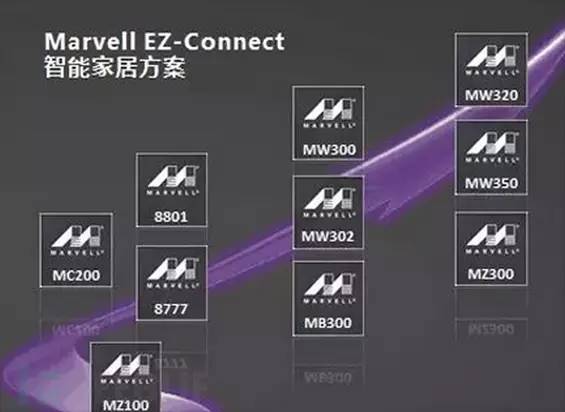 Marvell EZ-Connect
智能家居方案
MARVELL
MW320
MARVELL
MW300
MARVELL
MW350
MARVELL
8801
MARVELL
MW302
MARVELL
MC200
MARVELL
MZ300
MARVELL
8777
MARVELL
MB300
MARVELL
MZ100